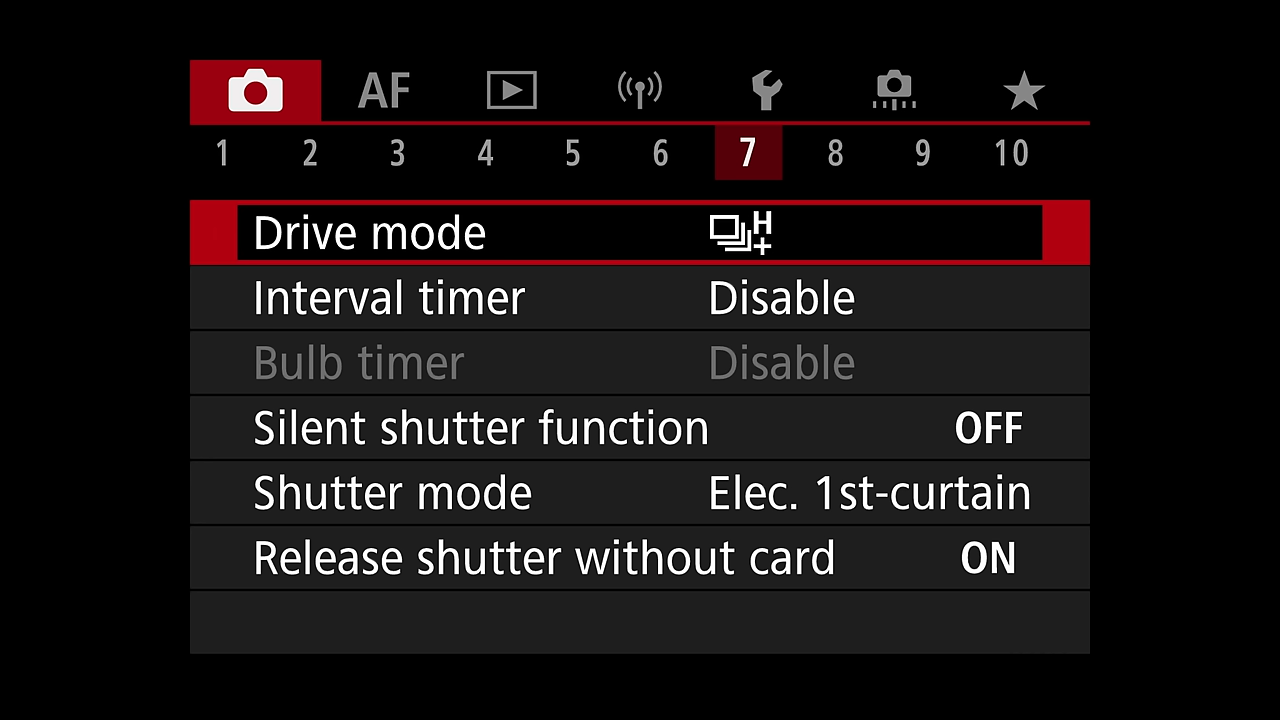 AF
1 2 3 4 5 6 7 8 9 10
Drive mode H+
Interval timer Disable
Bulb timer Disable
Silent shutter function OFF
Shutter mode Elec. 1st-curtain
Release shutter without card ON